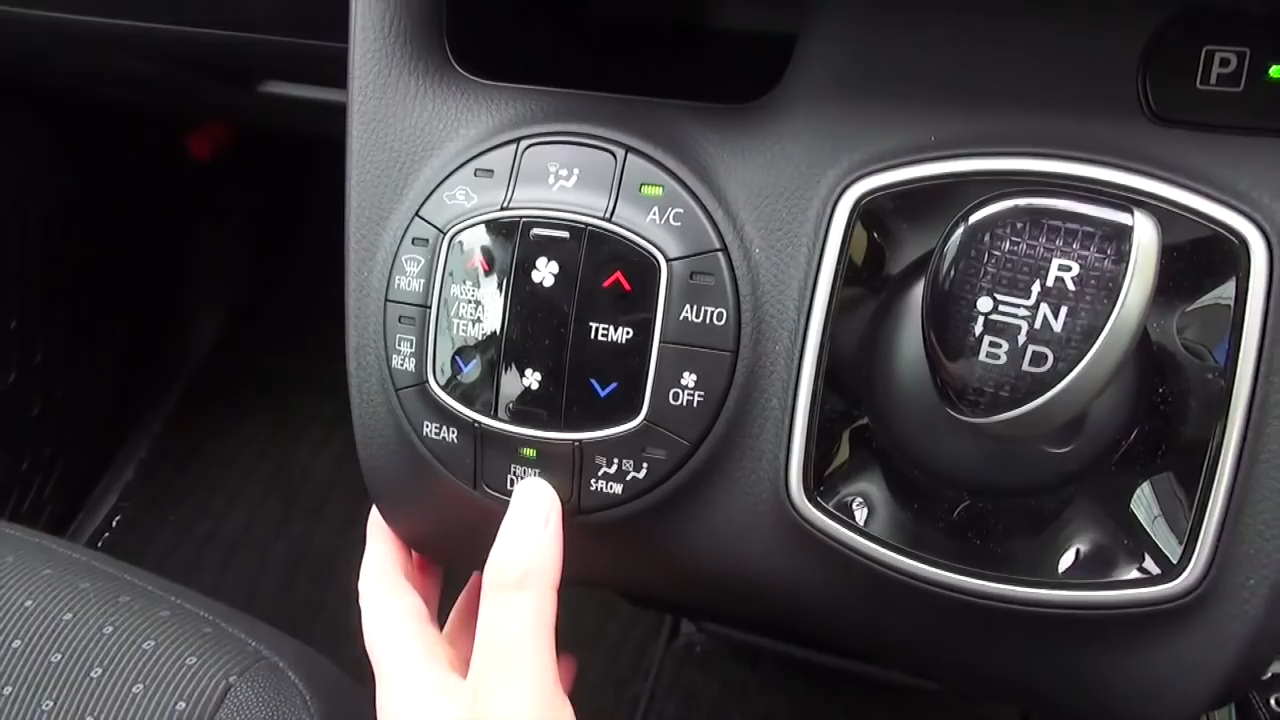 P
A/C
FRONT
PASSENGER
/REAR
TEMP
TEMP
AUTO
REAR
OFF
REAR
FRONT
S-FLOW
R
N
B D